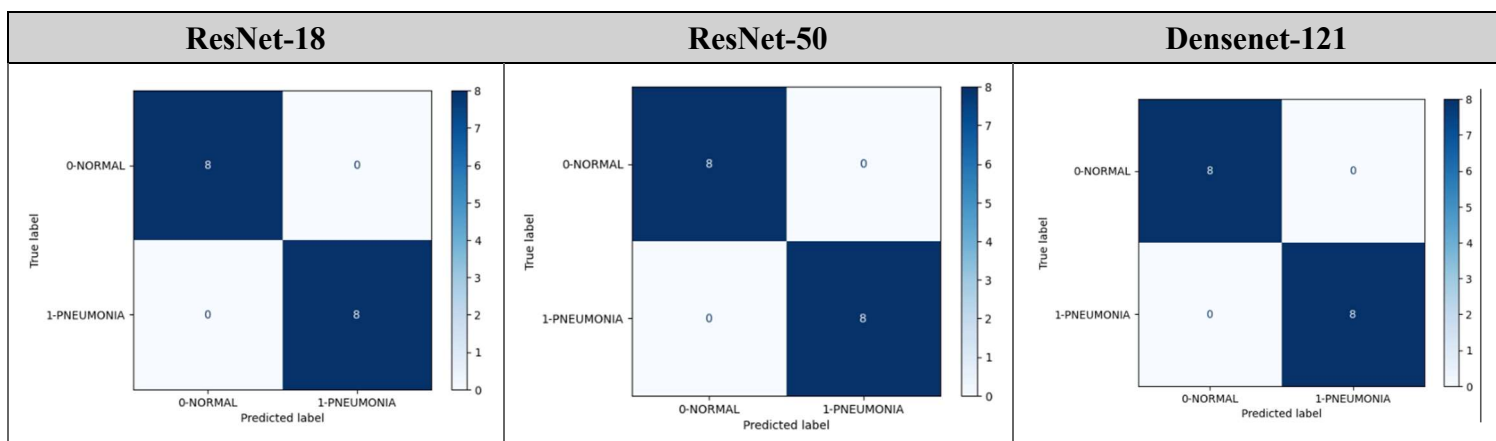 ResNet-18 ResNet-50 Densenet-121
8
7
6
5
4
3
2
1
0
0-NORMAL
1-PNEUMONIA
True label
8 0
0 8
0-NORMAL 1-PNEUMONIA
Predicted label
8
7
6
5
4
3
2
1
0
0-NORMAL
1-PNEUMONIA
True label
8 0
0 8
0-NORMAL 1-PNEUMONIA
Predicted label
8
7
6
5
4
3
2
1
0
0-NORMAL
1-PNEUMONIA
True label
8 0
0 8
0-NORMAL 1-PNEUMONIA
Predicted label